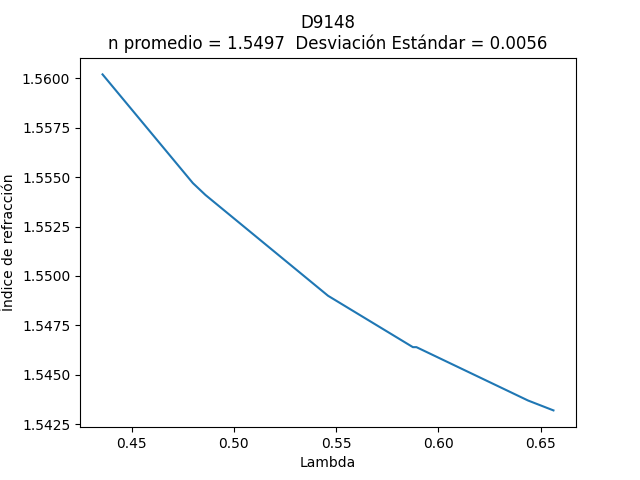 D9148
n promedio = 1.5497  Desviación Estándar = 0.0056
1.5600
1.5575
1.5550
1.5525
1.5500
1.5475
1.5450
1.5425
Índice de refracción
0.45 0.50 0.55 0.60 0.65
Lambda